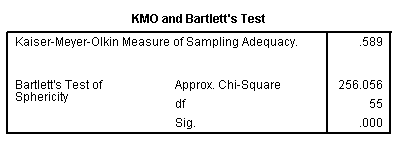 KMO and Bartlett's Test
Kaiser-Meyer-Olkin Measure of Sampling Adequacy. .589
Bartlett's Test of Sphericity Approx. Chi-Square 256.056
df 55
Sig. .000